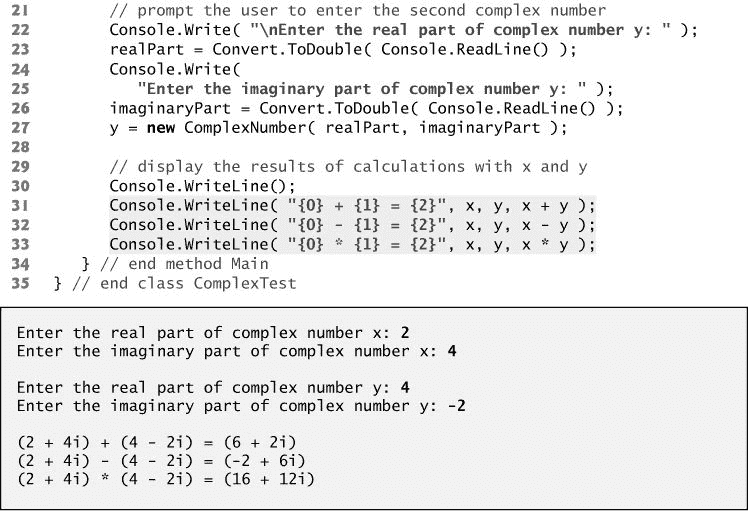 21 // prompt the user to enter the second complex number
22 Console.Write( "\nEnter the real part of complex number y: " );
23 realPart = Convert.ToDouble( Console.ReadLine() );
24 Console.Write(
25 "Enter the imaginary part of complex number y: " );
26 imaginaryPart = Convert.ToDouble( Console.ReadLine() );
27 y = new ComplexNumber( realPart, imaginaryPart );
28
29 // display the results of calculations with x and y
30 Console.WriteLine();
31 Console.WriteLine( "{0} + {1} = {2}", x, y, x + y );
32 Console.WriteLine( "{0} - {1} = {2}", x, y, x - y );
33 Console.WriteLine( "{0} * {1} = {2}", x, y, x * y );
34 } // end method Main
35 } // end class ComplexTest
Enter the real part of complex number x: 2
Enter the imaginary part of complex number x: 4
Enter the real part of complex number y: 4
Enter the imaginary part of complex number y: -2
(2 + 4i) + (4 - 2i) = (6 + 2i)
(2 + 4i) - (4 - 2i) = (-2 + 6i)
(2 + 4i) * (4 - 2i) = (16 + 12i)